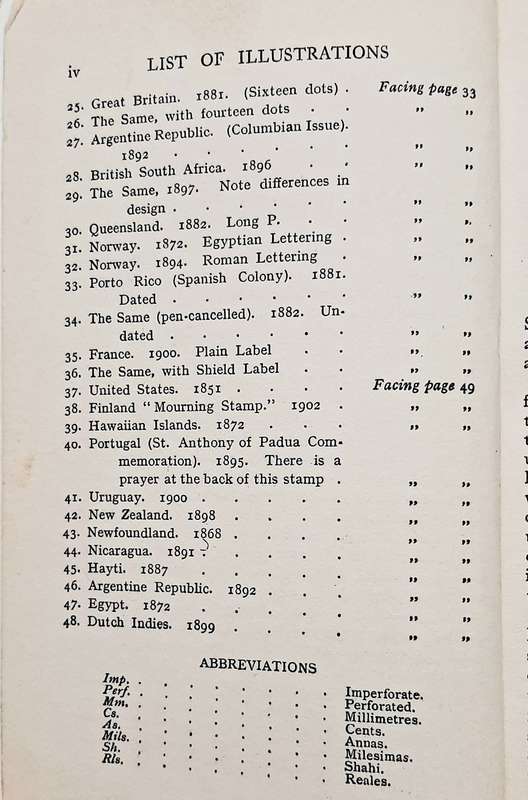 iv LIST OF ILLUSTRATIONS
25. Great Britain. 1881. (Sixteen dots) . Facing page 33
26. The Same, with fourteen dots . . „ „
27. Argentine Republic. (Columbian Issue).
1892 . . . . . . „ „
28. British South Africa. 1896 . . „ „
29. The Same, 1897. Note differences in
design . . . . . . „ „
30. Queensland. 1882. Long P. . . „ „
31. Norway. 1872. Egyptian Lettering . „ „
32. Norway. 1894. Roman Lettering . „ „
33. Porto Rico (Spanish Colony). 1881.
Dated . . . . . . „ „
34. The Same (pen-cancelled). 1882. Un-
dated . . . . . . „ „
35. France. 1900. Plain Label . . „ „
36. The Same, with Shield Label . . „ „
37. United States. 1851 . . . . Facing page 49
38. Finland “Mourning Stamp.” 1902 . „ „
39. Hawaiian Islands. 1872 . . . „ „
40. Portugal (St. Anthony of Padua Com-
memoration). 1895. There is a
prayer at the back of this stamp . „ „
41. Uruguay. 1900 . . . . . „ „
42. New Zealand. 1898 . . . . „ „
43. Newfoundland. 1868 . . . . „ „
44. Nicaragua. 1891 . . . . . „ „
45. Hayti. 1887 . . . . . „ „
46. Argentine Republic. 1892 . . . „ „
47. Egypt. 1872 . . . . . „ „
48. Dutch Indies. 1899 . . . . „ „
ABBREVIATIONS
Imp. . . . . . . . . Imperforate.
Perf. . . . . . . . . Perforated.
Mm. . . . . . . . . Millimetres.
Cs. . . . . . . . . Cents.
As. . . . . . . . . Annas.
Mils. . . . . . . . . Milesimas.
Sh. . . . . . . . . Shahi.
Rls. . . . . . . . . Reales.